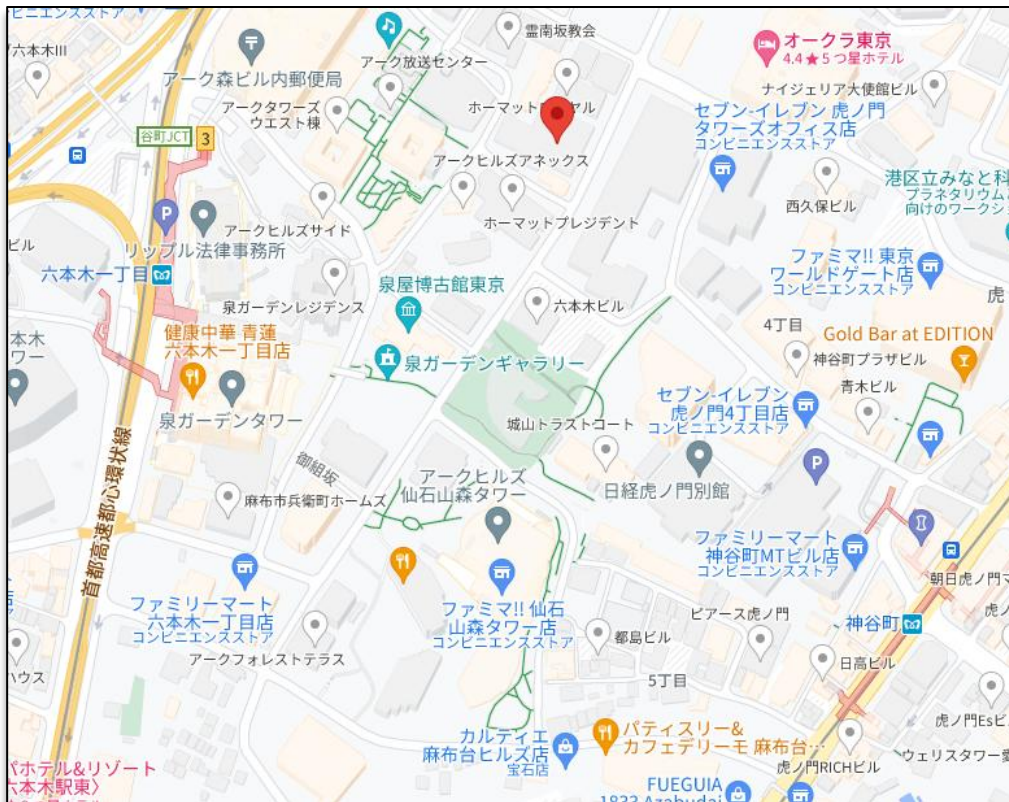 ビニエンスストア
六本木III
アーク森ビル内郵便局
アーク放送センター
霊南坂教会
オークラ東京
4.4★5つ星ホテル
ナイジェリア大使館ビル
アークタワーズ
ウエスト棟
セブン-イレブン 虎ノ門
タワーズオフィス店
コンビニエンスストア
谷町JCT
3
アークヒルズアネックス
港区立みなと科
プラネタリウム
向けのワークシ
西久保ビル
ホーマットプレジデント
アークヒルズサイド
P
リップル法律事務所
ビル
六本木一丁目
泉ガーデンレジデンス
泉屋博古館東京
六本木ビル
ファミマ!! 東京
ワールドゲート店
コンビニエンスストア
虎
4丁目
Gold Bar at EDITION
本木
ワー
健康中華 青蓮
六本木一丁目店
泉ガーデンギャラリー
神谷町プラザビル
青木ビル
セブン-イレブン
虎ノ門4丁目店
コンビニエンスストア
泉ガーデンタワー
城山トラストコート
首都高速都心環状線
御組坂
アークヒルズ
仙石山森タワー
P
日経虎ノ門別館
麻布市兵衛町ホームズ
ファミリーマート
神谷町MTビル店
コンビニエンスストア
朝日虎ノ門マ
ファミリーマート
六本木一丁目店
コンビニエンスストア
ファミマ!! 仙石
山森タワー店
コンビニエンスストア
ピアース虎ノ門
神谷町
虎ノ
都島ビル
アークフォレストテラス
日高ビル
ハウス
5丁目
虎ノ門Esビ
カルティエ
麻布台ヒルズ店
宝石店
パティスリー&
カフェデリーモ 麻布台…
ウェリスタワー愛
虎ノ門RICHビル
パホテル&リゾート
六本木駅東〉
FUEGUIA
1833 Azabudai